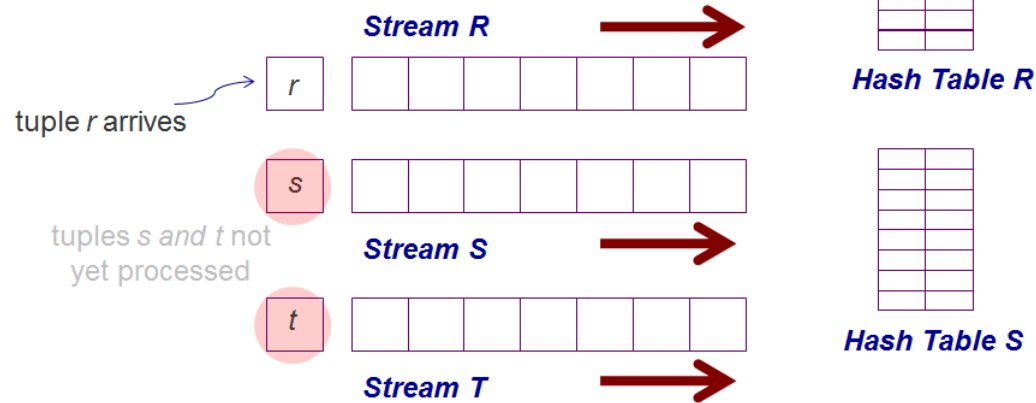 Stream R
r
tuple r arrives
Hash Table R
s
tuples s and t not
yet processed
Stream S
t
Hash Table S
Stream T